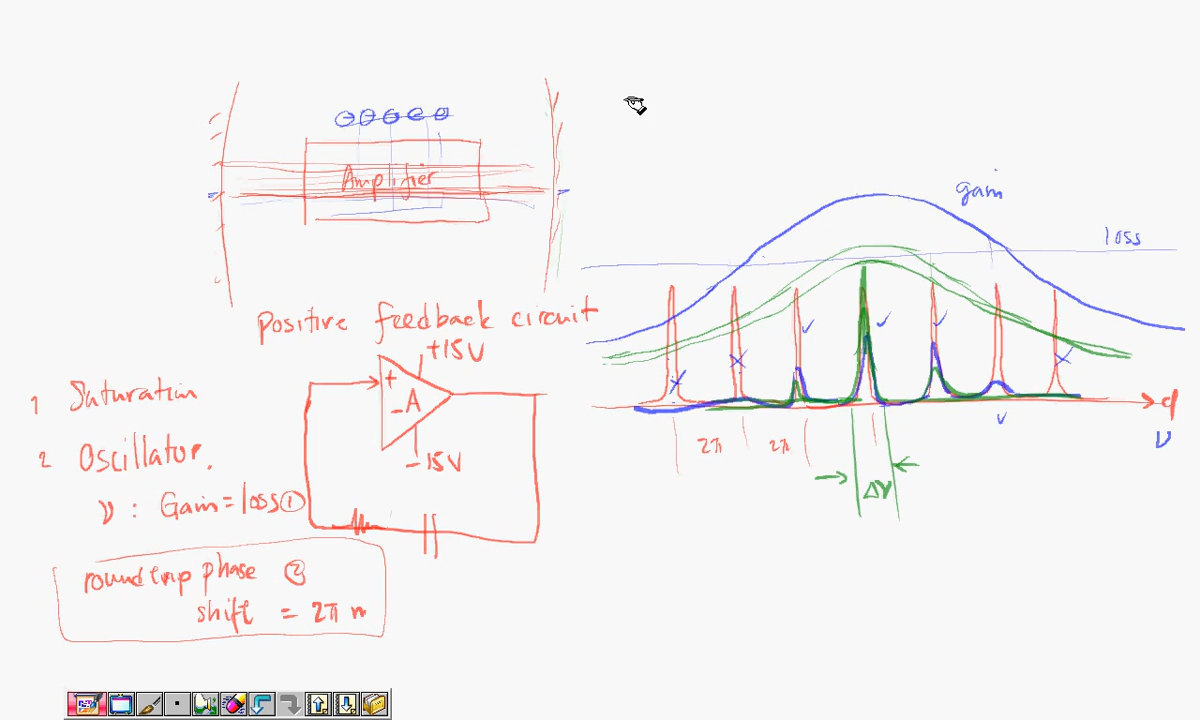 Amplifier
positive feedback circuit
+15V
+
-A
-15V
1 Saturation
2 Oscillator.
ν : Gain = loss ①
round trip phase ②
shift = 2π m
gain
loss
2π 2π
Δν
φ
ν